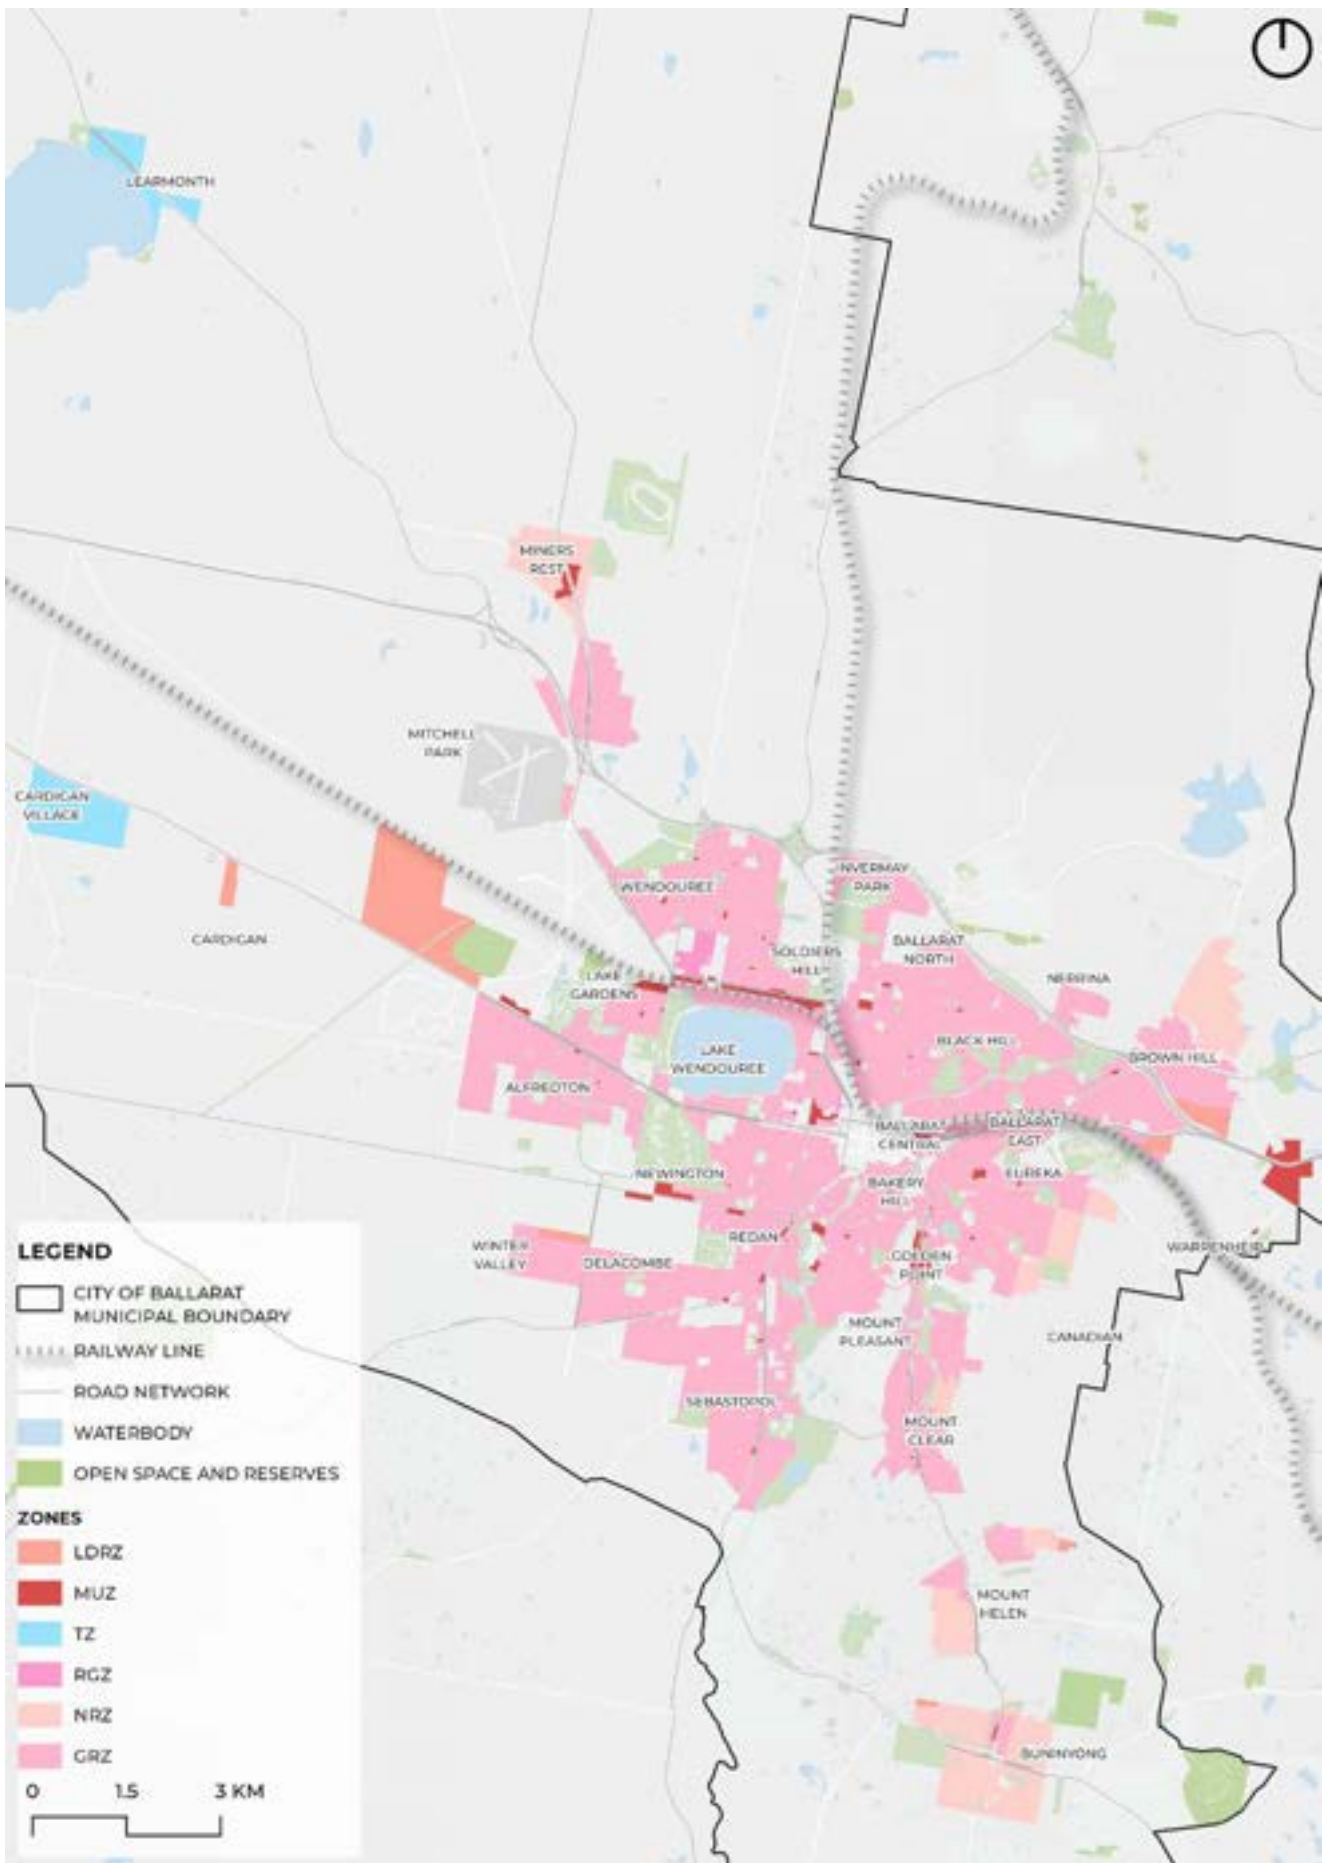 LEARMONTH
MINERS
REST
MITCHELL
PARK
CARDIGAN
VILLAGE
CARDIGAN
WENDOUREE
INVERMAY
PARK
SOLDIERS
HILL
BALLARAT
NORTH
LAKE
GARDENS
NERRINA
LAKE
WENDOUREE
BLACK HILL
BROWN HILL
ALFREDTON
BALLARAT
CENTRAL
BALLARAT
EAST
NEWINGTON
BAKERY
HILL
EUREKA
WINTER
VALLEY
DELACOMBE
REDAN
GOLDEN
POINT
WARRENHEIP
MOUNT
PLEASANT
CANADIAN
SEBASTOPOL
MOUNT
CLEAR
MOUNT
HELEN
BUNINYONG
LEGEND
CITY OF BALLARAT
MUNICIPAL BOUNDARY
RAILWAY LINE
ROAD NETWORK
WATERBODY
OPEN SPACE AND RESERVES
ZONES
LDRZ
MUZ
TZ
RGZ
NRZ
GRZ
0 1.5 3 KM